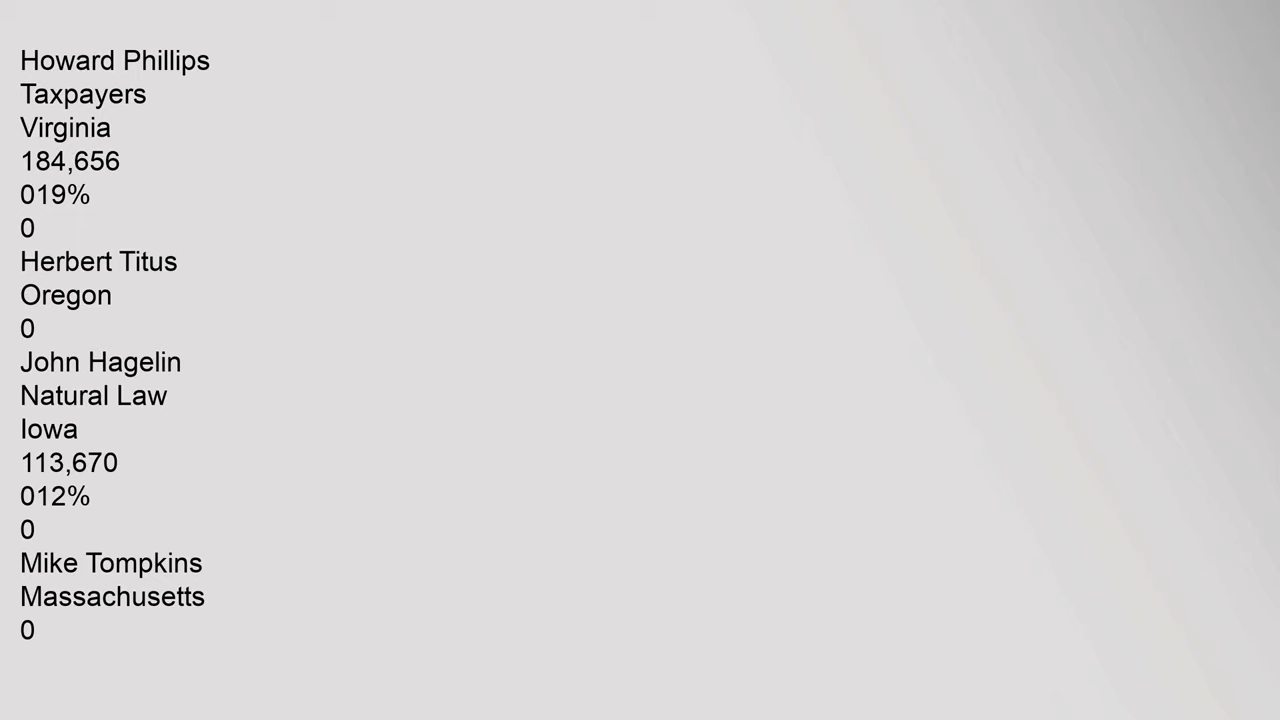 Howard Phillips
Taxpayers
Virginia
184,656
019%
0
Herbert Titus
Oregon
0
John Hagelin
Natural Law
Iowa
113,670
012%
0
Mike Tompkins
Massachusetts
0